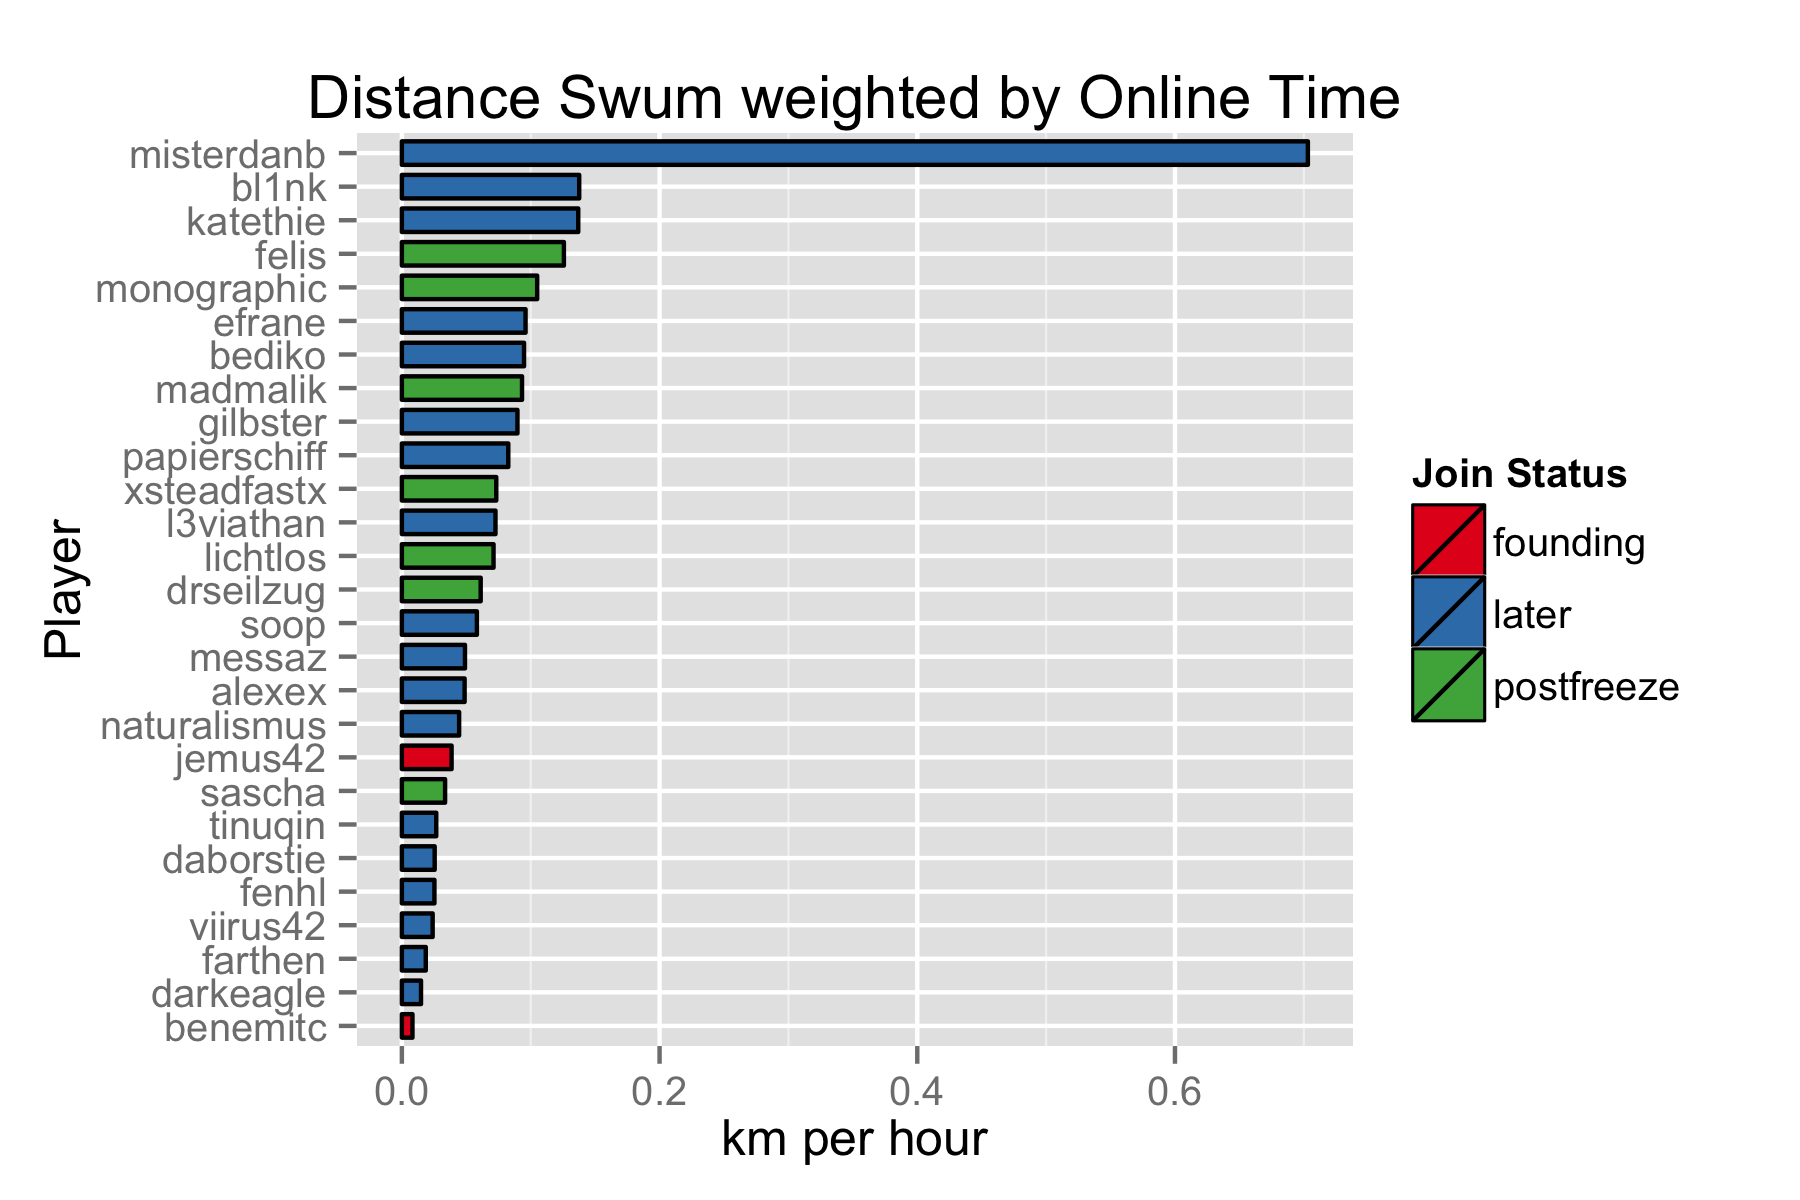 Distance Swum weighted by Online Time
misterdanb
bl1nk
katethie
felis
monographic
efrane
bediko
madmalik
gilbster
papierschiff
xsteadfastx
l3viathan
lichtlos
drseilzug
soop
messaz
alexex
naturalismus
jemus42
sascha
tinuqin
daborstie
fenhl
viirus42
farthen
darkeagle
benemitc
Player
0.0 0.2 0.4 0.6
km per hour
Join Status
founding
later
postfreeze